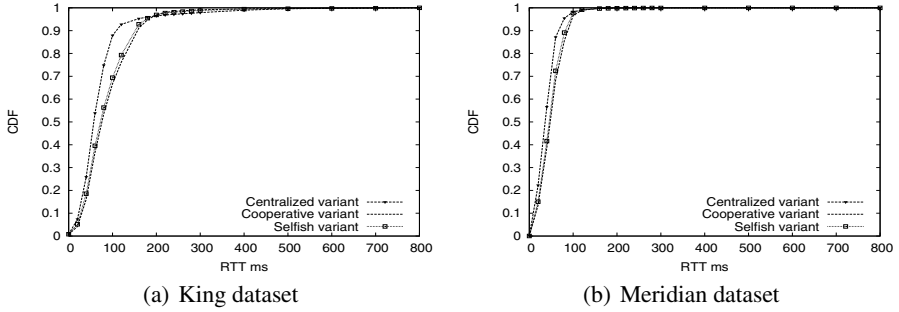 1
0.9
0.8
0.7
0.6
0.5
0.4
0.3
0.2
0.1
0
CDF
Centralized variant
Cooperative variant
Selfish variant
0 100 200 300 400 500 600 700 800
RTT ms
(a) King dataset
1
0.9
0.8
0.7
0.6
0.5
0.4
0.3
0.2
0.1
0
CDF
Centralized variant
Cooperative variant
Selfish variant
0 100 200 300 400 500 600 700 800
RTT ms
(b) Meridian dataset